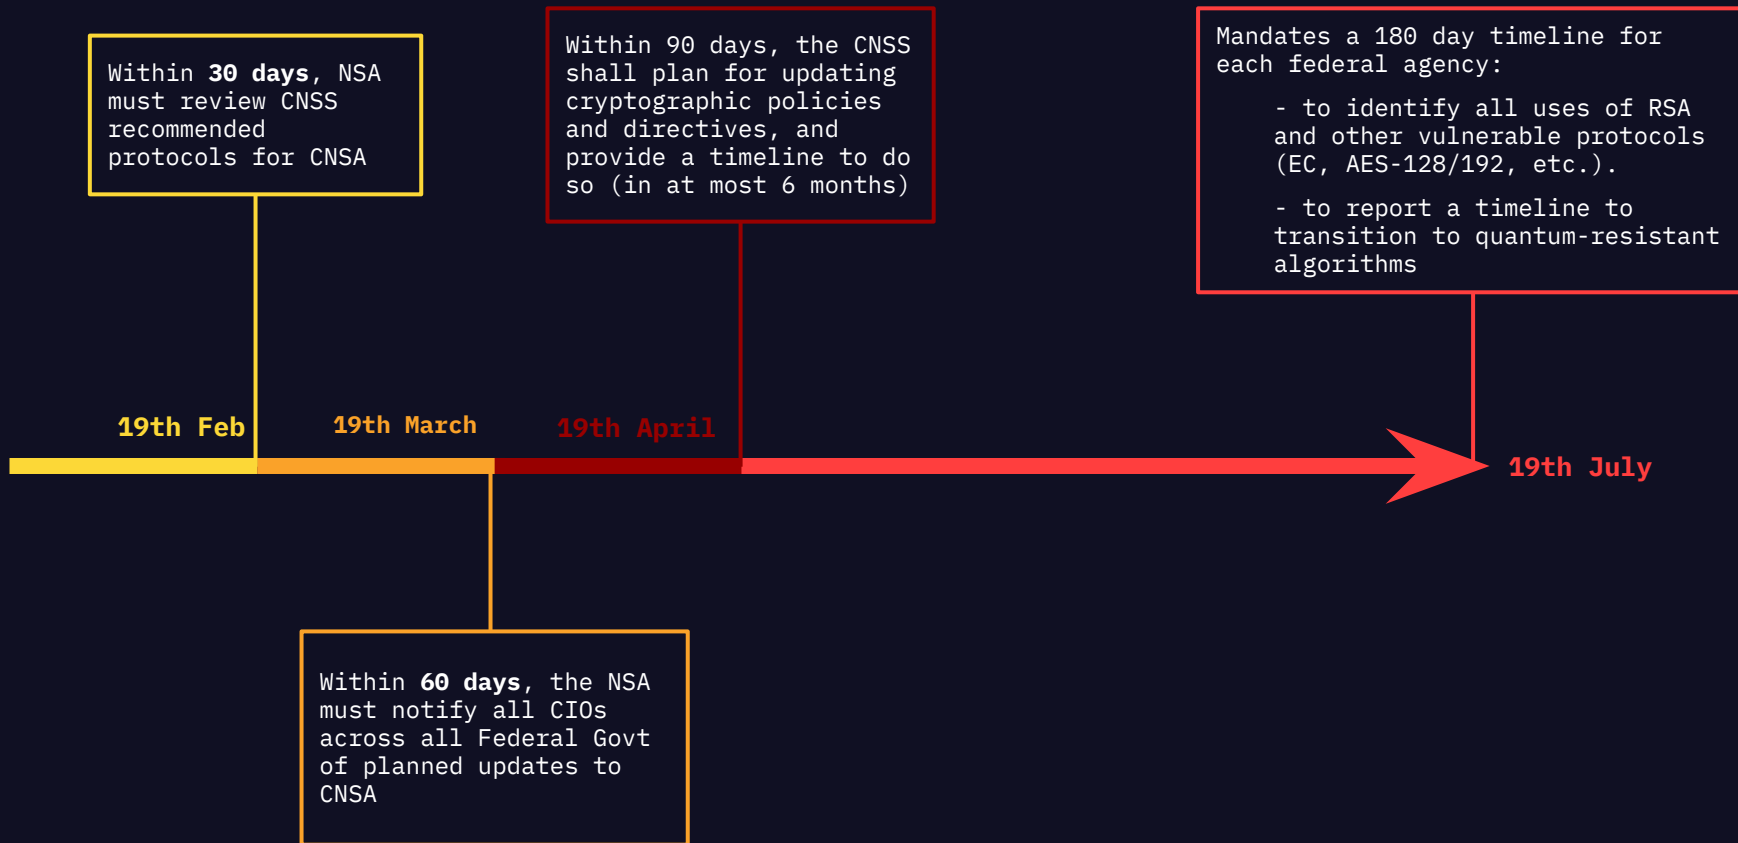 Within 30 days, NSA
must review CNSS
recommended
protocols for CNSA
Within 90 days, the CNSS
shall plan for updating
cryptographic policies
and directives, and
provide a timeline to do
so (in at most 6 months)
Mandates a 180 day timeline for
each federal agency:
- to identify all uses of RSA
and other vulnerable protocols
(EC, AES-128/192, etc.).
- to report a timeline to
transition to quantum-resistant
algorithms
19th Feb
19th March
19th April
19th July
Within 60 days, the NSA
must notify all CIOs
across all Federal Govt
of planned updates to
CNSA